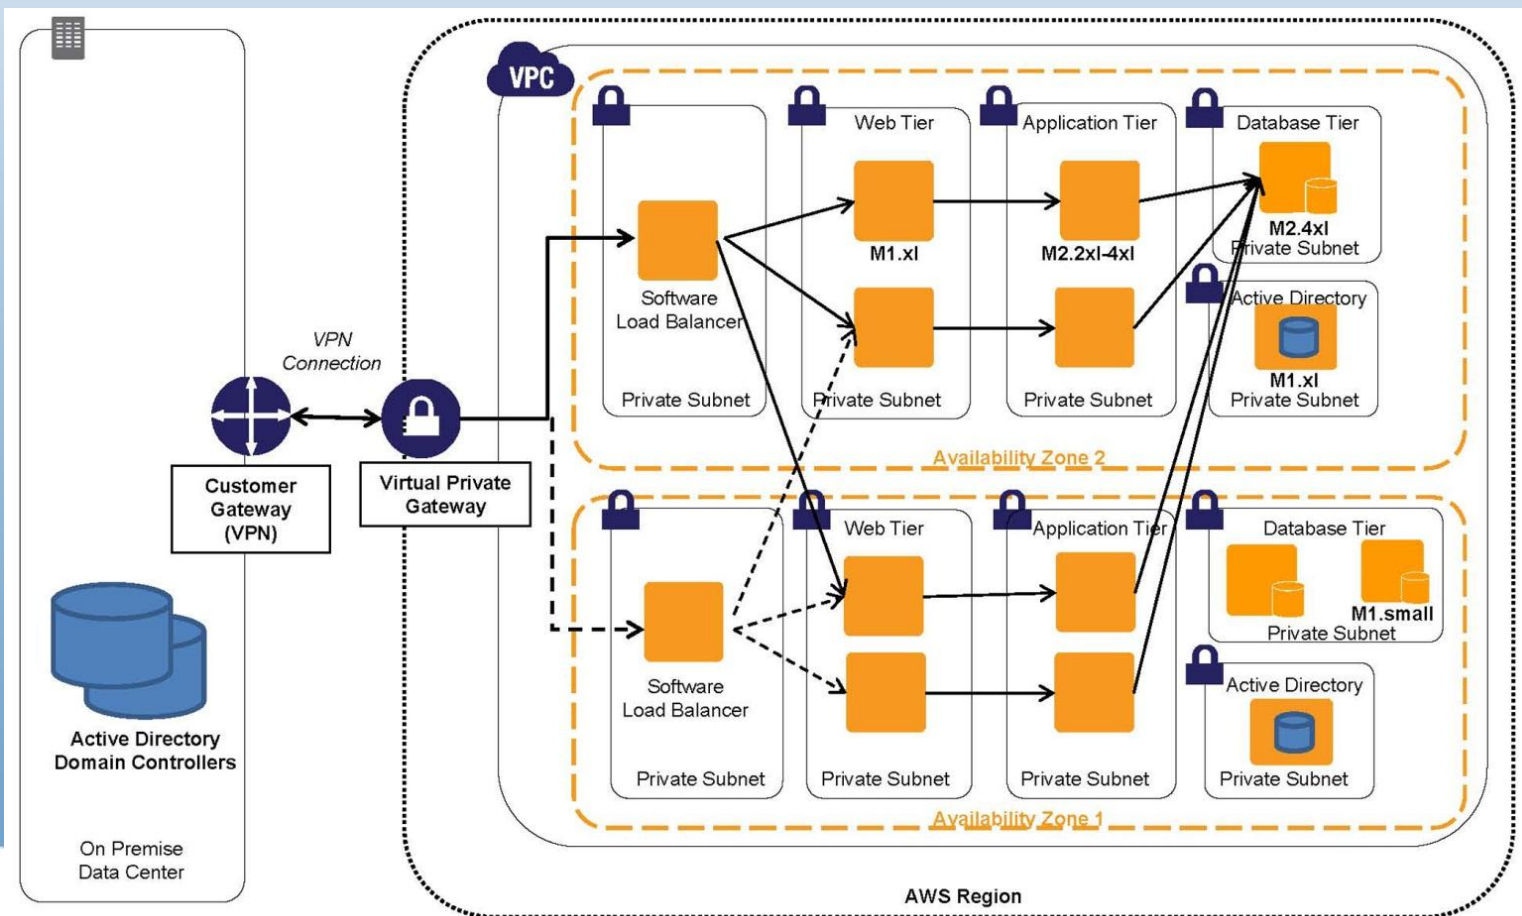 VPC
Web Tier
Application Tier
Database Tier
M1.xl
M2.2xl-4xl
M2.4xl
Private Subnet
Software
Load Balancer
Active Directory
M1.xl
Private Subnet
Private Subnet
Private Subnet
Private Subnet
Availability Zone 2
VPN
Connection
Customer
Gateway
(VPN)
Virtual Private
Gateway
Web Tier
Application Tier
Database Tier
M1.small
Private Subnet
Software
Load Balancer
Active Directory
Private Subnet
Private Subnet
Private Subnet
Private Subnet
Availability Zone 1
Active Directory
Domain Controllers
On Premise
Data Center
AWS Region